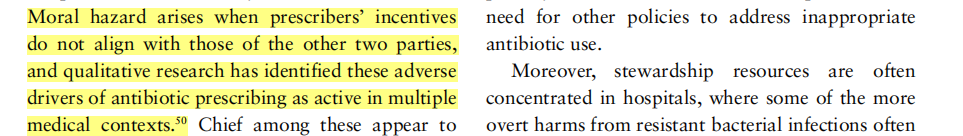 Moral hazard arises when prescribers’ incentives
do not align with those of the other two parties,
and qualitative research has identified these adverse
drivers of antibiotic prescribing as active in multiple
medical contexts.50 Chief among these appear to
need for other policies to address inappropriate
antibiotic use.
Moreover, stewardship resources are often
concentrated in hospitals, where some of the more
overt harms from resistant bacterial infections often